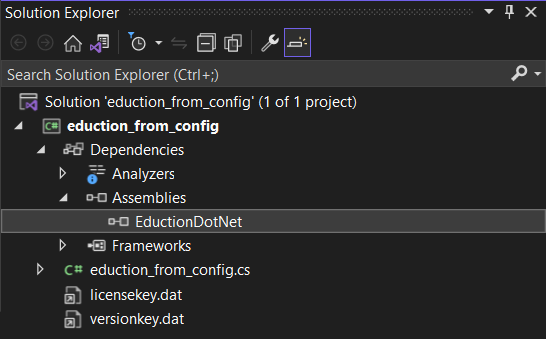 Solution Explorer
Search Solution Explorer (Ctrl+;)
Solution 'eduction_from_config' (1 of 1 project)
C# eduction_from_config
Dependencies
Analyzers
Assemblies
EductionDotNet
Frameworks
C# eduction_from_config.cs
licensekey.dat
versionkey.dat